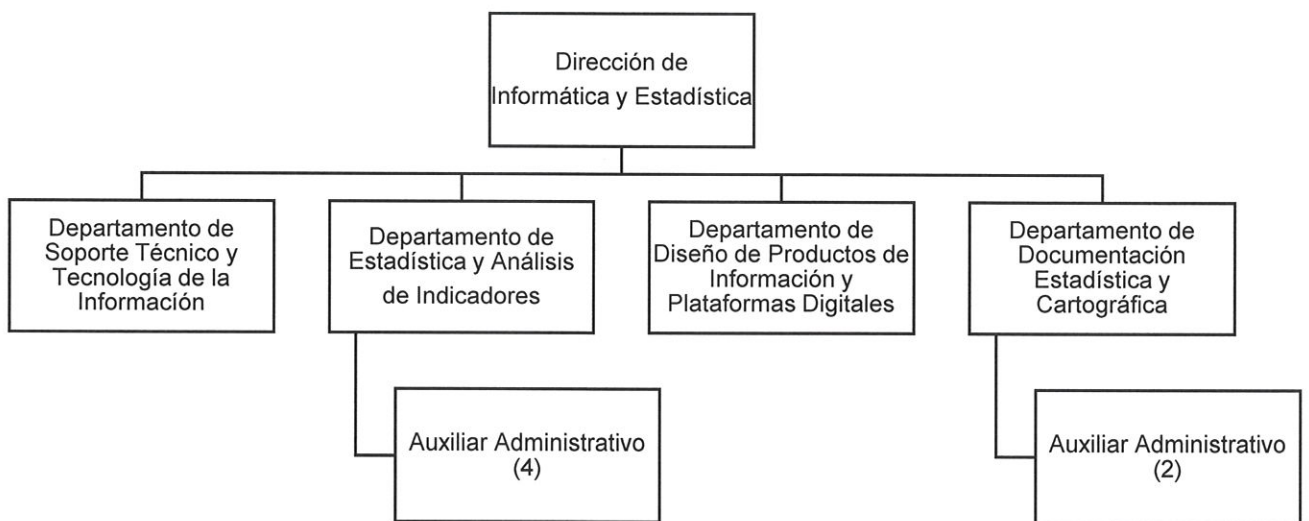 Dirección de
Informática y Estadística
Departamento de
Soporte Técnico y
Tecnología de la
Información
Departamento de
Estadística y Análisis
de Indicadores
Departamento de
Diseño de Productos de
Información y
Plataformas Digitales
Departamento de
Documentación
Estadística y
Cartográfica
Auxiliar Administrativo
(4)
Auxiliar Administrativo
(2)